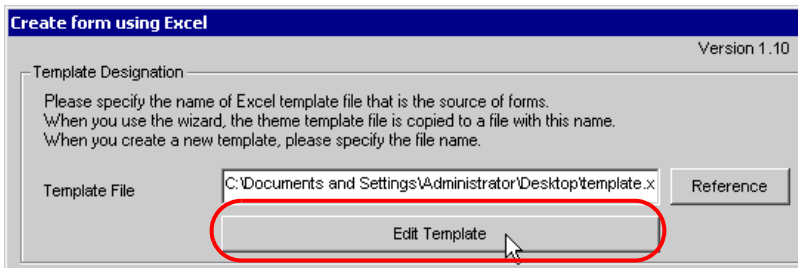 Create form using Excel
Version 1.10
Template Designation
Please specify the name of Excel template file that is the source of forms.
When you use the wizard, the theme template file is copied to a file with this name.
When you create a new template, please specify the file name.
Template File C:\Documents and Settings\Administrator\Desktop\template.x Reference
Edit Template